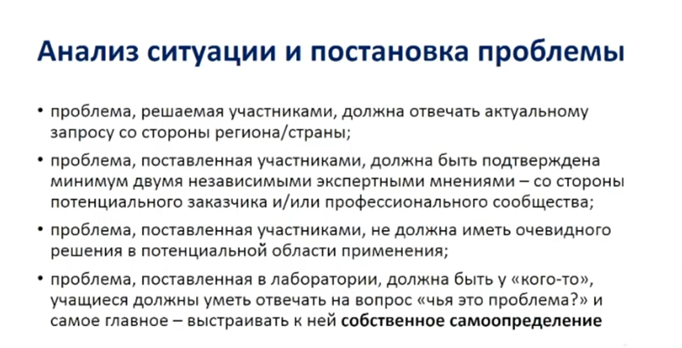 Анализ ситуации и постановка проблемы
• проблема, решаемая участниками, должна отвечать актуальному
запросу со стороны региона/страны;
• проблема, поставленная участниками, должна быть подтверждена
минимум двумя независимыми экспертными мнениями – со стороны
потенциального заказчика и/или профессионального сообщества;
• проблема, поставленная участниками, не должна иметь очевидного
решения в потенциальной области применения;
• проблема, поставленная в лаборатории, должна быть у «кого-то»,
учащиеся должны уметь отвечать на вопрос «чья это проблема?» и
самое главное – выстраивать к ней собственное самоопределение